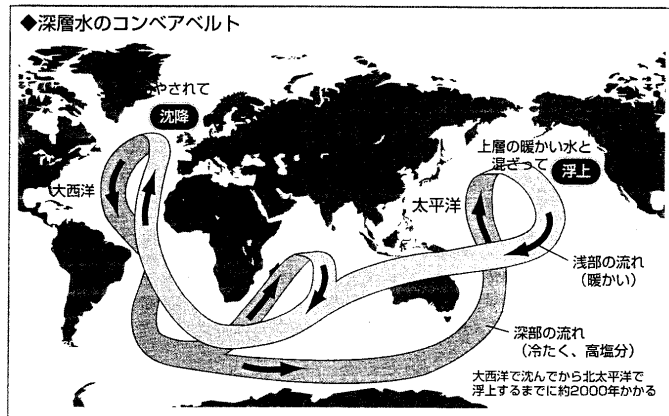 ◆深層水のコンベアベルト
やされて
沈降
大西洋
上層の暖かい水と
混ざって
浮上
太平洋
浅部の流れ
（暖かい）
深部の流れ
（冷たく、高塩分）
大西洋で沈んでから北太平洋で
浮上するまでに約2000年かかる